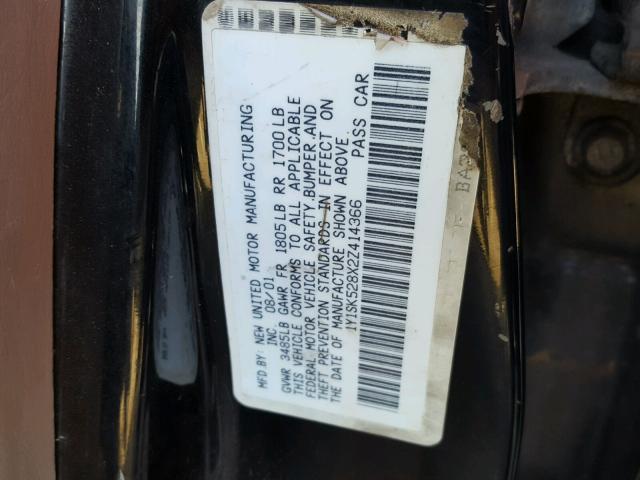 MFD BY: NEW UNITED MOTOR MANUFACTURING
INC. 08/01
GVWR 3485LB GAWR FR 1805LB RR 1700LB
THIS VEHICLE CONFORMS TO ALL APPLICABLE
FEDERAL MOTOR VEHICLE SAFETY,BUMPER,AND
THEFT PREVENTION STANDARDS IN EFFECT ON
THE DATE OF MANUFACTURE SHOWN ABOVE
1Y1SK528X2Z414366 PASS CAR